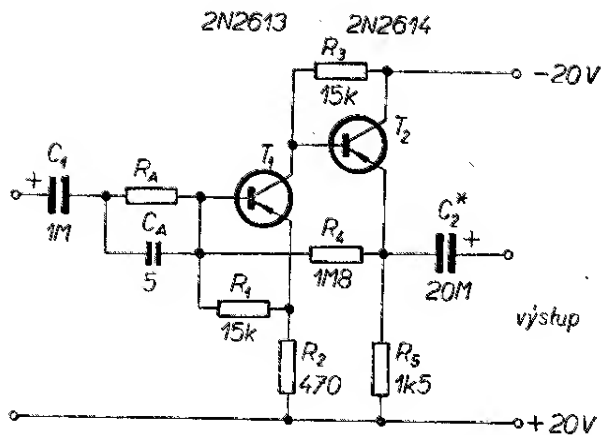 2N2613 2N2614
R3
15k
−20V
T2
C1
+
1M
RA
T1
CA
5
R4
1M8
C2*
+
20M
R1
15k
výstup
R2
470
R5
1k5
+20V